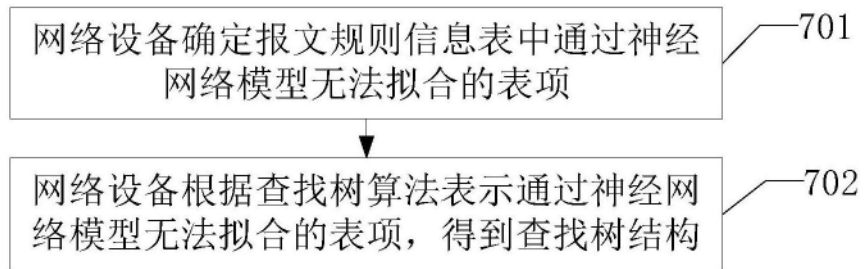 网络设备确定报文规则信息表中通过神经
网络模型无法拟合的表项
701
网络设备根据查找树算法表示通过神经网
络模型无法拟合的表项，得到查找树结构
702